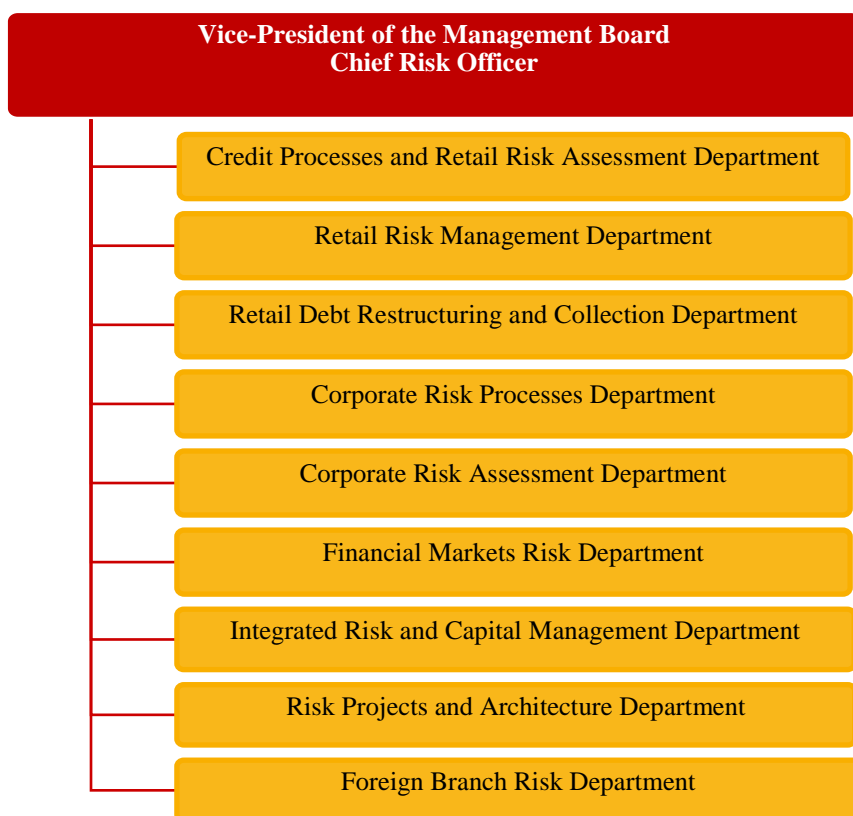 Vice-President of the Management Board
Chief Risk Officer
Credit Processes and Retail Risk Assessment Department
Retail Risk Management Department
Retail Debt Restructuring and Collection Department
Corporate Risk Processes Department
Corporate Risk Assessment Department
Financial Markets Risk Department
Integrated Risk and Capital Management Department
Risk Projects and Architecture Department
Foreign Branch Risk Department